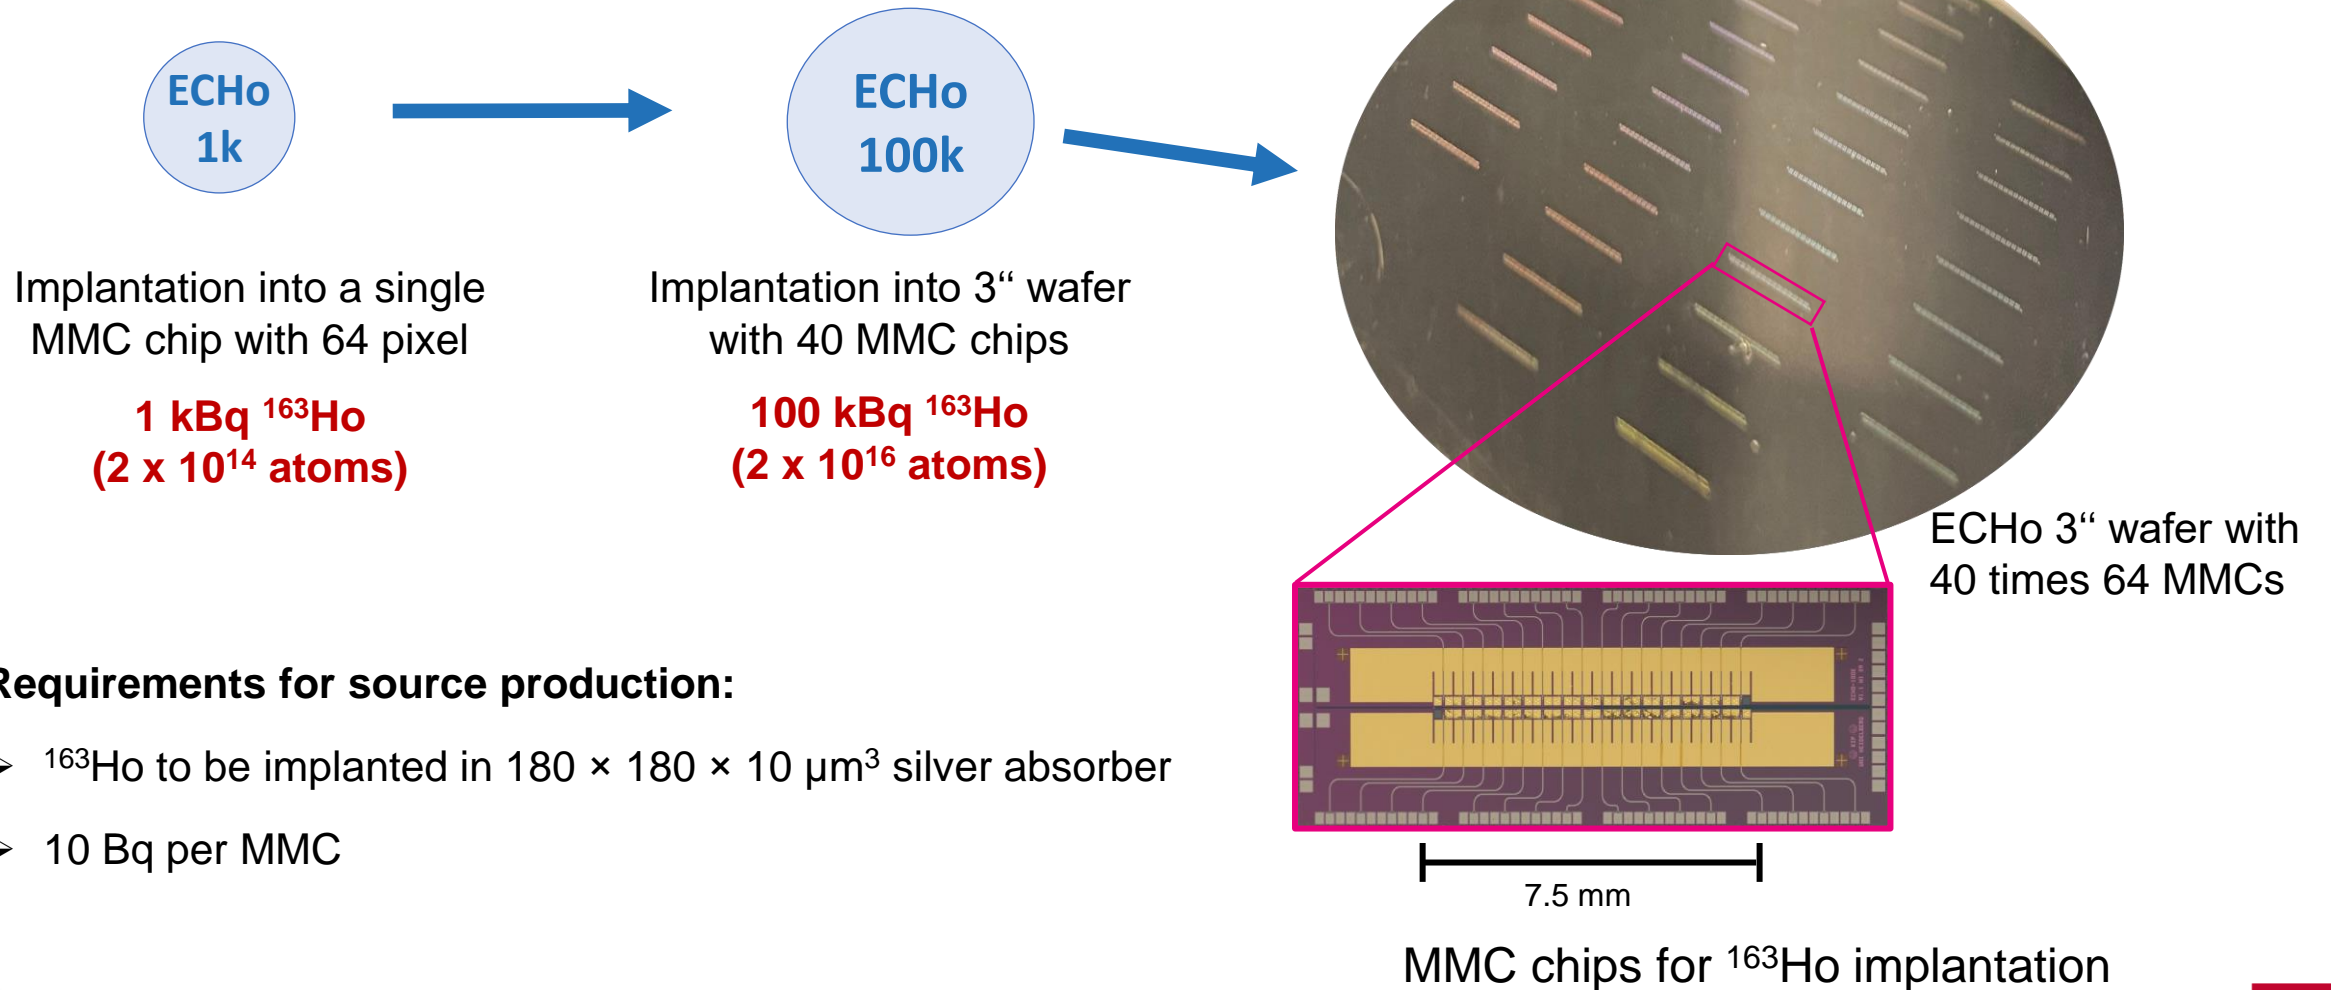 ECHo
1k
ECHo
100k
Implantation into a single
MMC chip with 64 pixel
1 kBq ¹⁶³Ho
(2 x 10¹⁴ atoms)
Implantation into 3“ wafer
with 40 MMC chips
100 kBq ¹⁶³Ho
(2 x 10¹⁶ atoms)
ECHo 3“ wafer with
40 times 64 MMCs
Requirements for source production:
➢ ¹⁶³Ho to be implanted in 180 × 180 × 10 µm³ silver absorber
➢ 10 Bq per MMC
7.5 mm
MMC chips for ¹⁶³Ho implantation